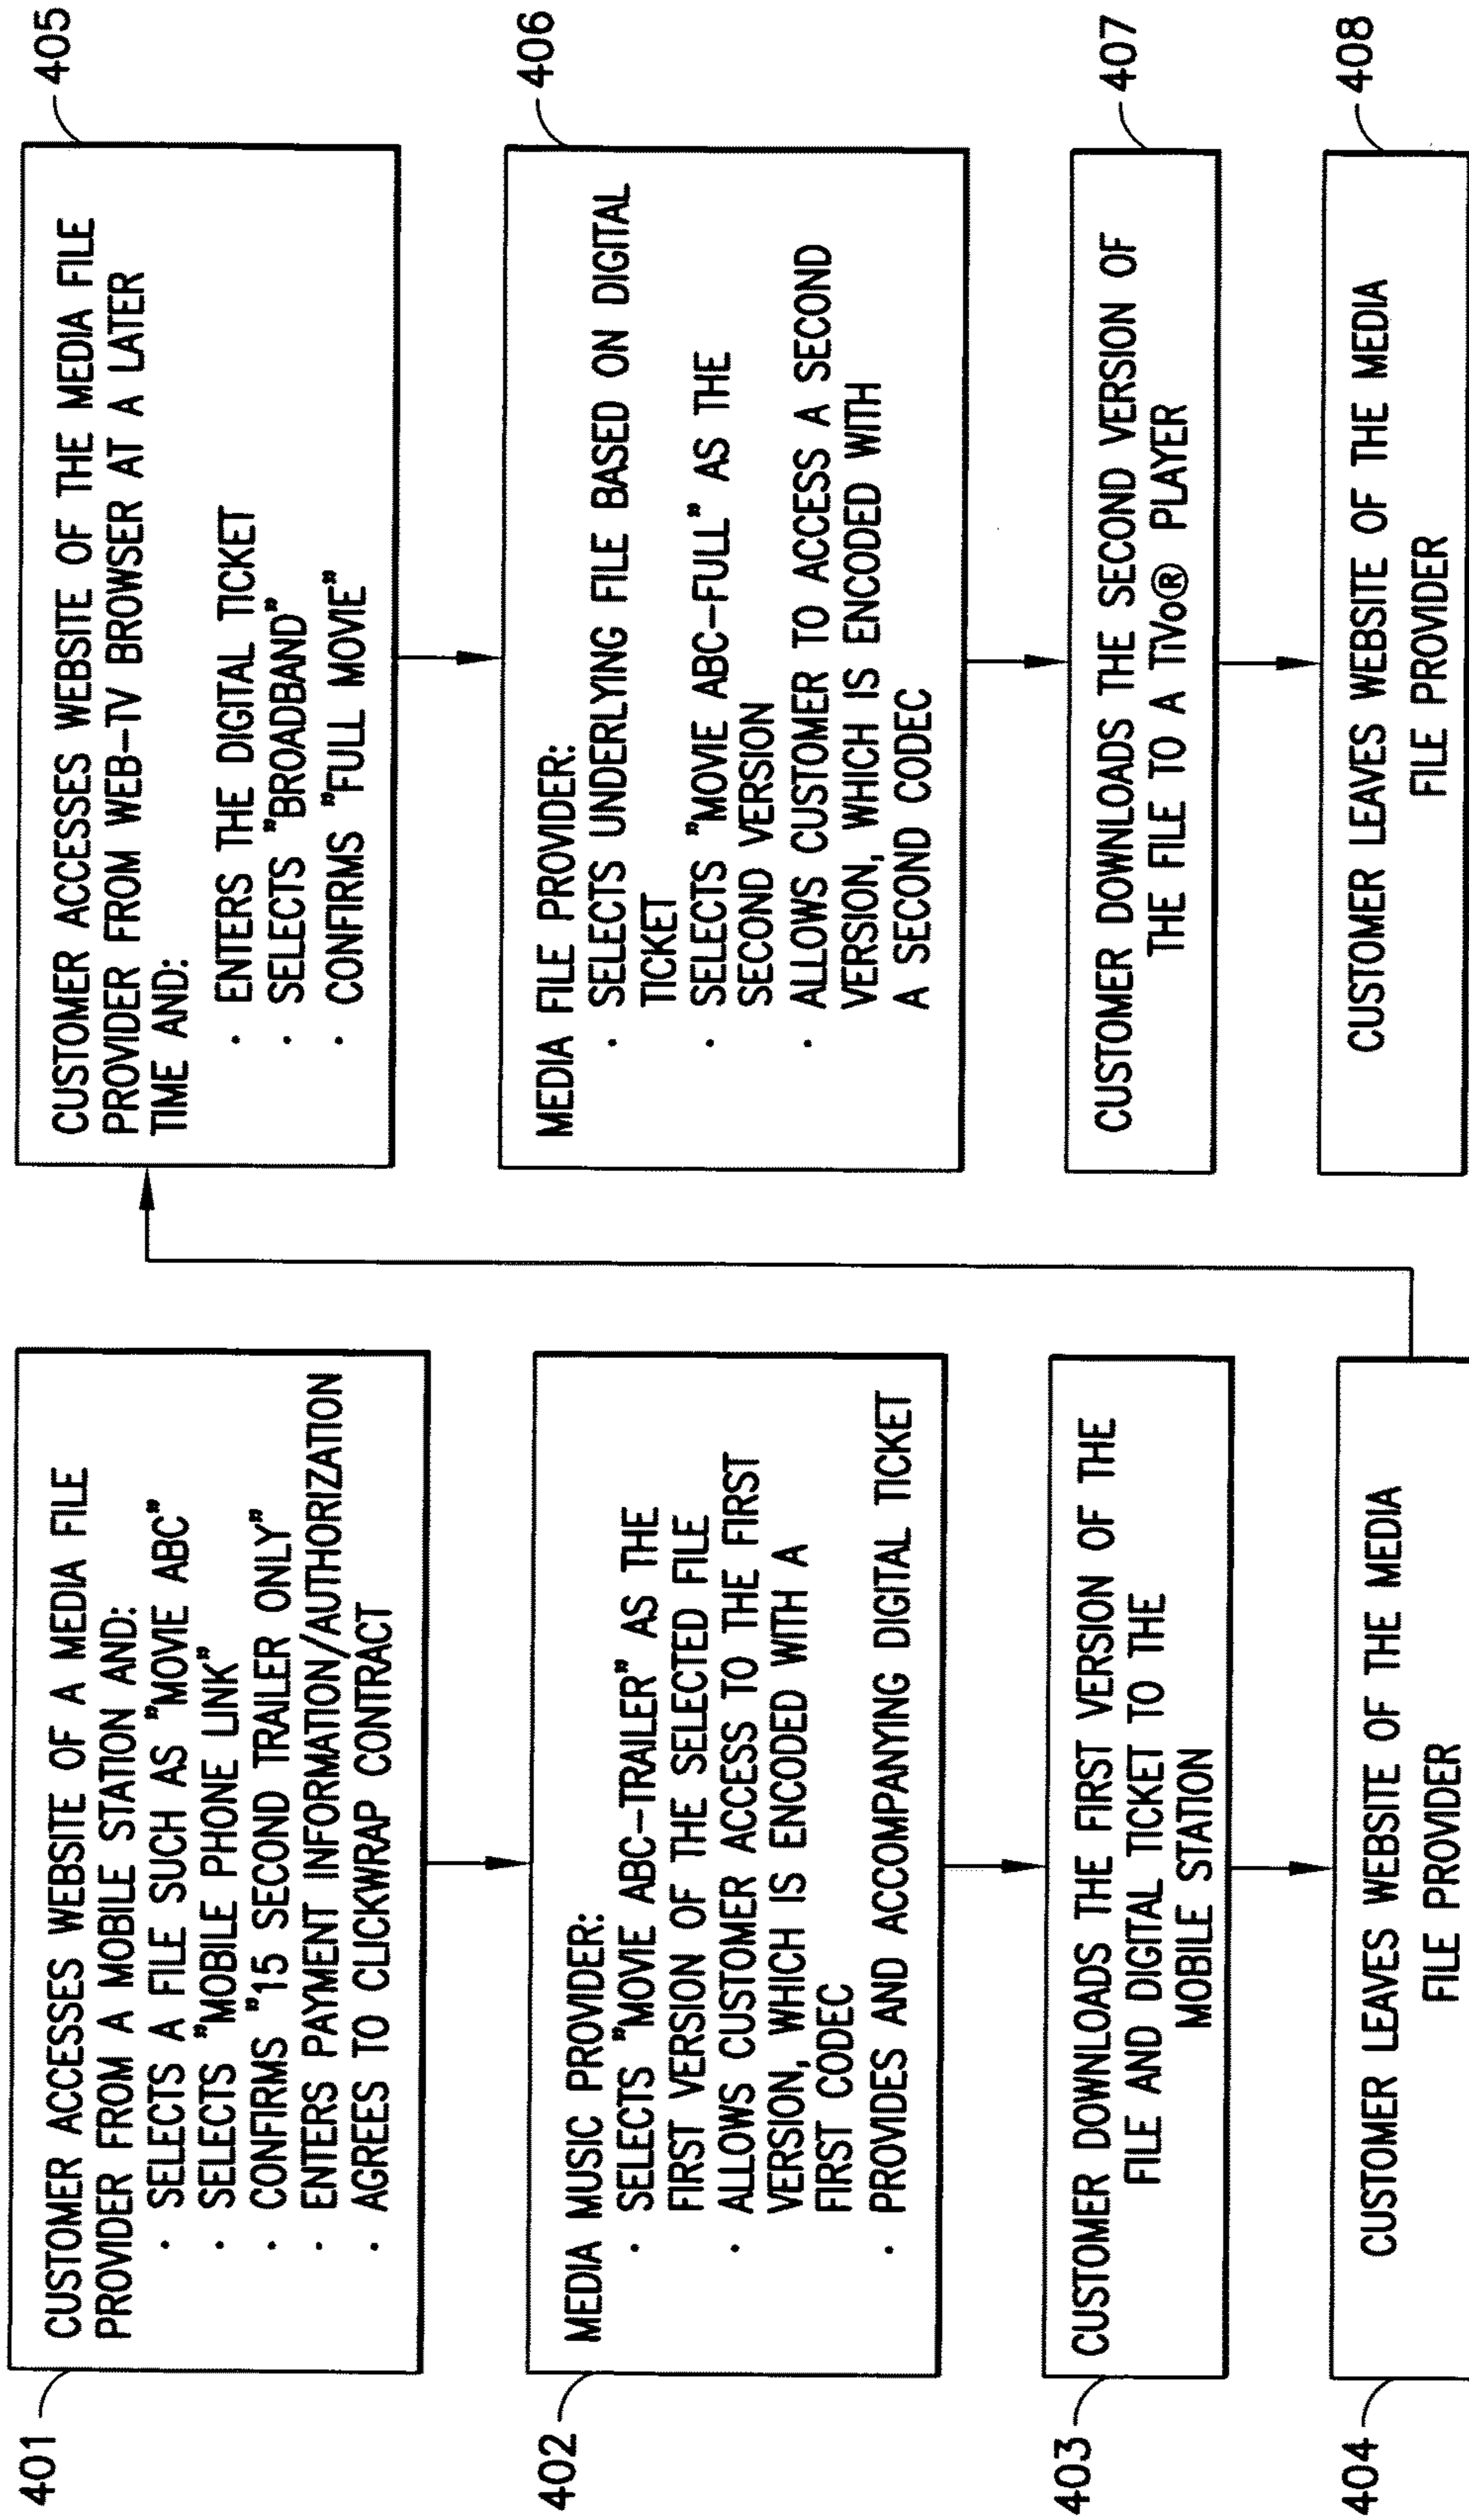 401
CUSTOMER ACCESSES WEBSITE OF A MEDIA FILE
PROVIDER FROM A MOBILE STATION AND:
· SELECTS A FILE SUCH AS "MOVIE ABC"
· SELECTS "MOBILE PHONE LINK"
· CONFIRMS "15 SECOND TRAILER ONLY"
· ENTERS PAYMENT INFORMATION/AUTHORIZATION
· AGREES TO CLICKWRAP CONTRACT
402
MEDIA MUSIC PROVIDER:
· SELECTS "MOVIE ABC-TRAILER" AS THE
FIRST VERSION OF THE SELECTED FILE
· ALLOWS CUSTOMER ACCESS TO THE FIRST
VERSION, WHICH IS ENCODED WITH A
FIRST CODEC
· PROVIDES AND ACCOMPANYING DIGITAL TICKET
403
CUSTOMER DOWNLOADS THE FIRST VERSION OF THE
FILE AND DIGITAL TICKET TO THE
MOBILE STATION
404
CUSTOMER LEAVES WEBSITE OF THE MEDIA
FILE PROVIDER
405
CUSTOMER ACCESSES WEBSITE OF THE MEDIA FILE
PROVIDER FROM WEB-TV BROWSER AT A LATER
TIME AND:
· ENTERS THE DIGITAL TICKET
· SELECTS "BROADBAND"
· CONFIRMS "FULL MOVIE"
406
MEDIA FILE PROVIDER:
· SELECTS UNDERLYING FILE BASED ON DIGITAL
TICKET
· SELECTS "MOVIE ABC-FULL" AS THE
SECOND VERSION
· ALLOWS CUSTOMER TO ACCESS A SECOND
VERSION, WHICH IS ENCODED WITH
A SECOND CODEC
407
CUSTOMER DOWNLOADS THE SECOND VERSION OF
THE FILE TO A TiVo® PLAYER
408
CUSTOMER LEAVES WEBSITE OF THE MEDIA
FILE PROVIDER